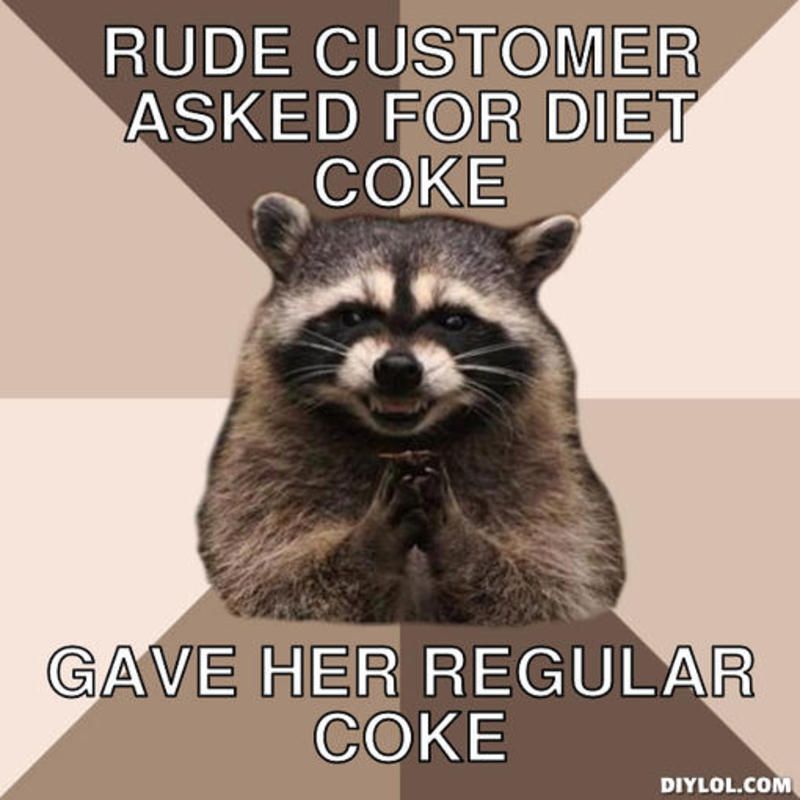 RUDE CUSTOMER
ASKED FOR DIET
COKE
GAVE HER REGULAR
COKE
DIYLOL.COM